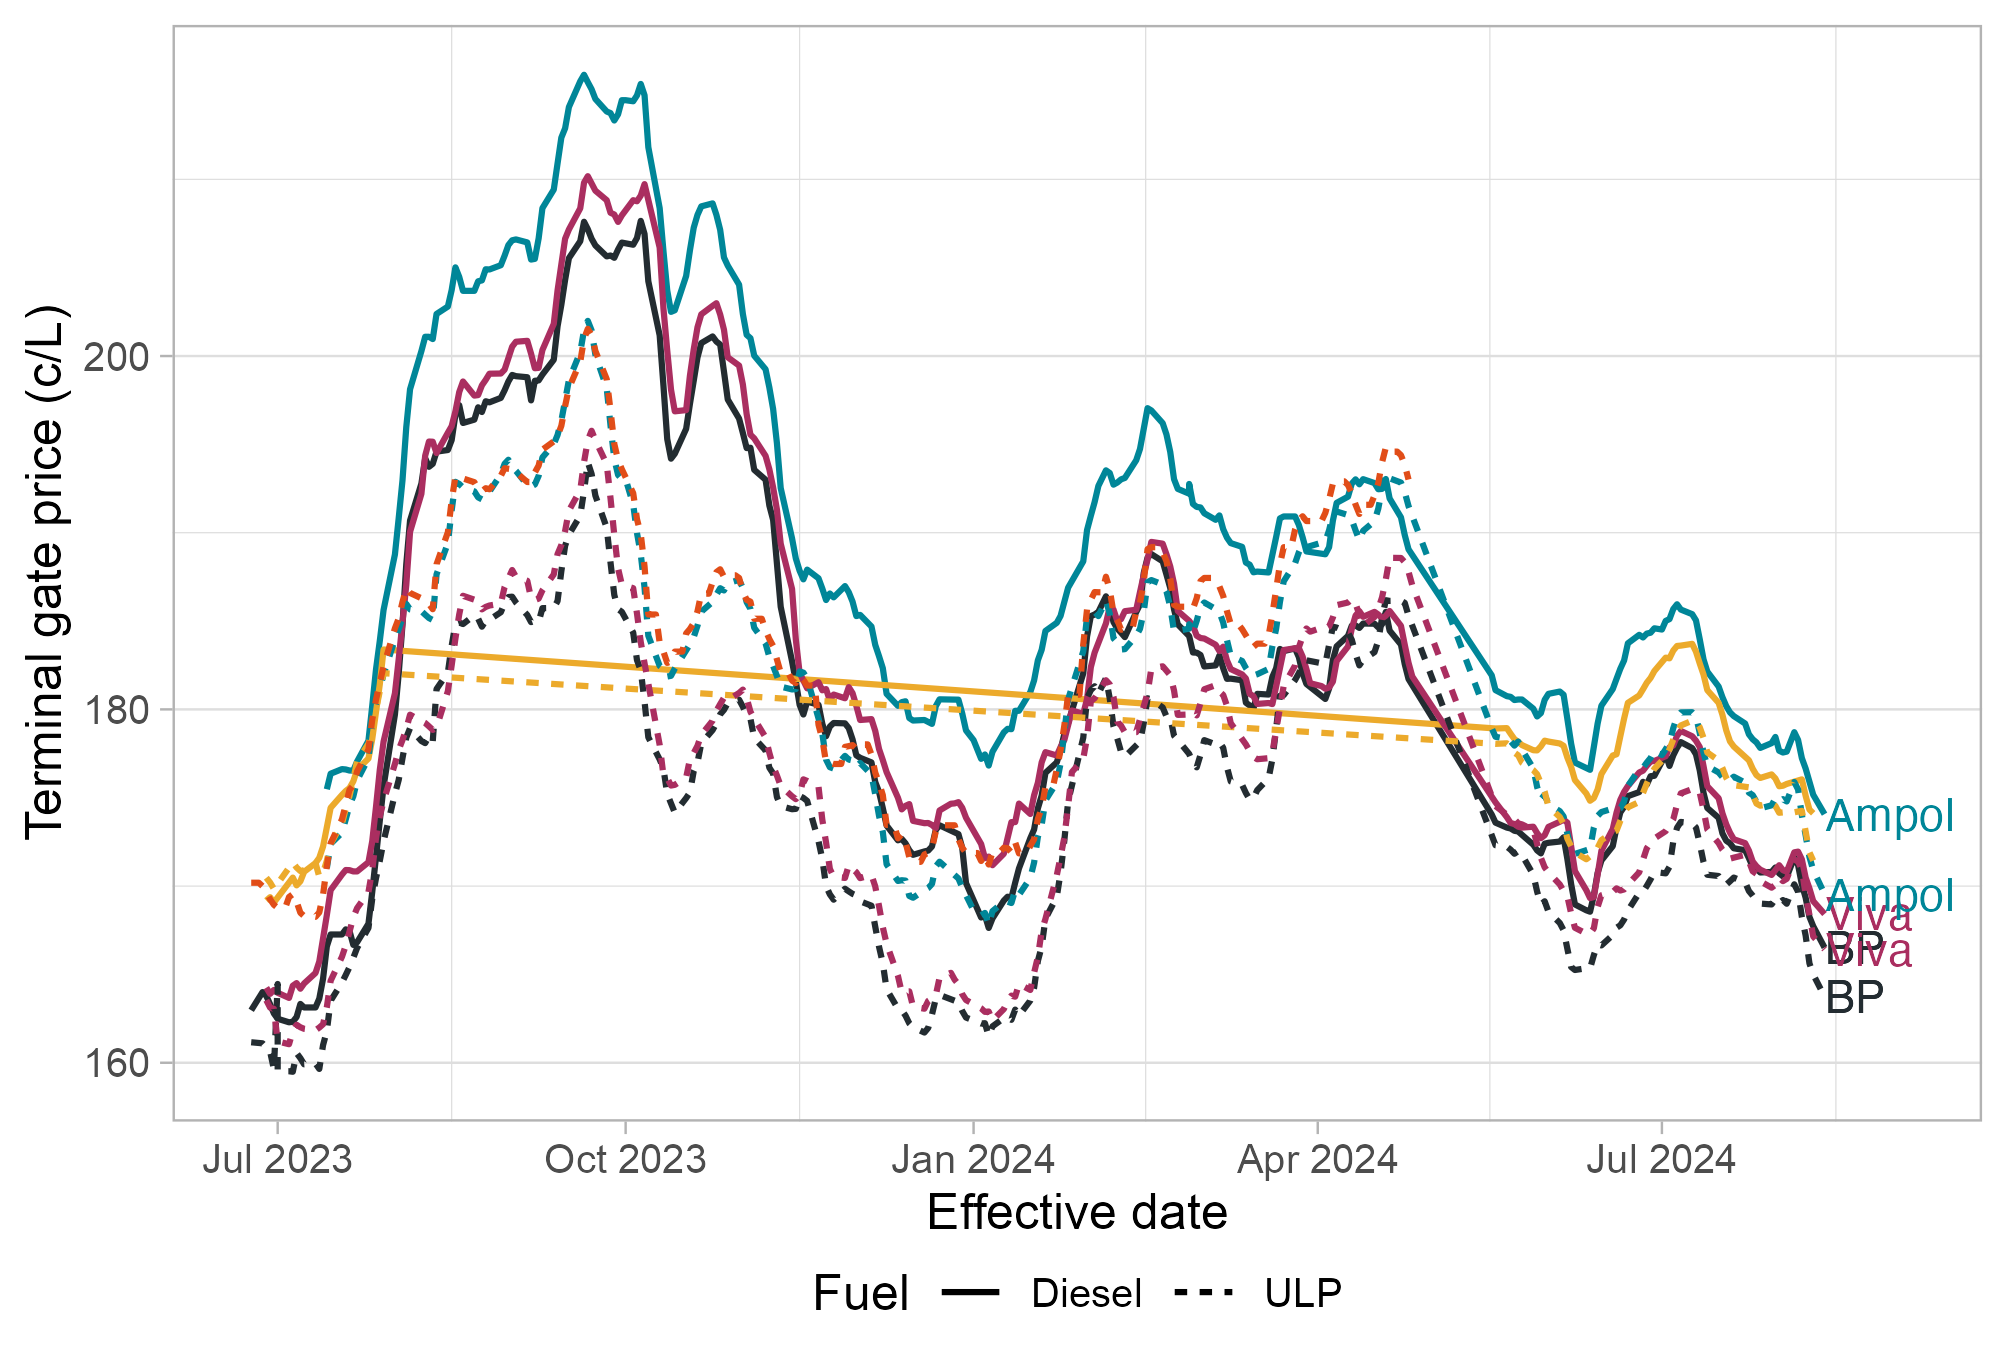 Terminal gate price (c/L)
200
180
160
Ampol
Ampol
Viva
BP
Viva
BP
Jul 2023
Oct 2023
Jan 2024
Apr 2024
Jul 2024
Effective date
Fuel
Diesel
ULP